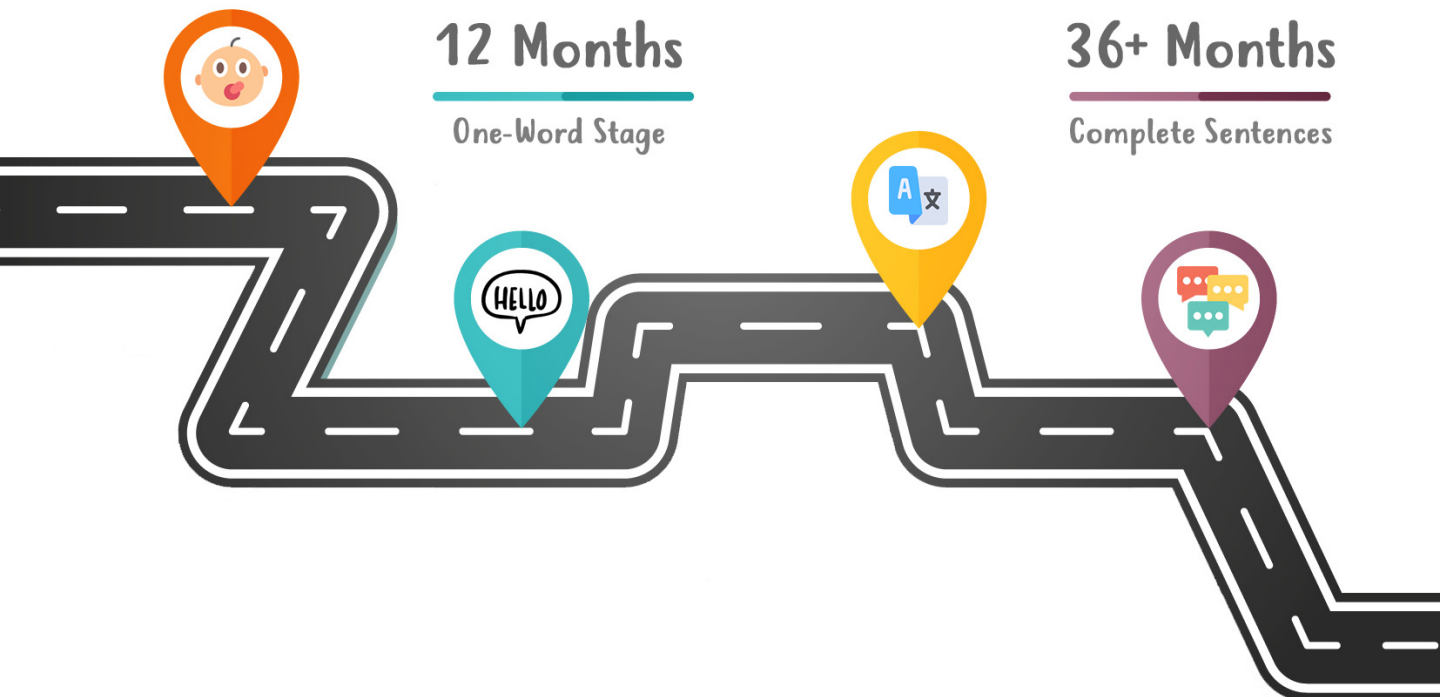 12 Months
One-Word Stage
36+ Months
Complete Sentences
HELLO
A 文